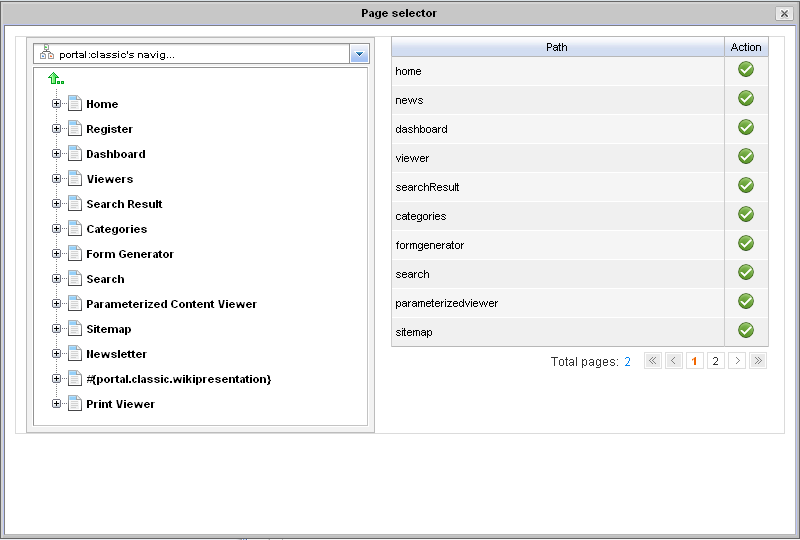 Page selector
portal:classic's navig...
..
Home
Register
Dashboard
Viewers
Search Result
Categories
Form Generator
Search
Parameterized Content Viewer
Sitemap
Newsletter
#{portal.classic.wikipresentation}
Print Viewer
Path Action
home
news
dashboard
viewer
searchResult
categories
formgenerator
search
parameterizedviewer
sitemap
Total pages: 2 1 2